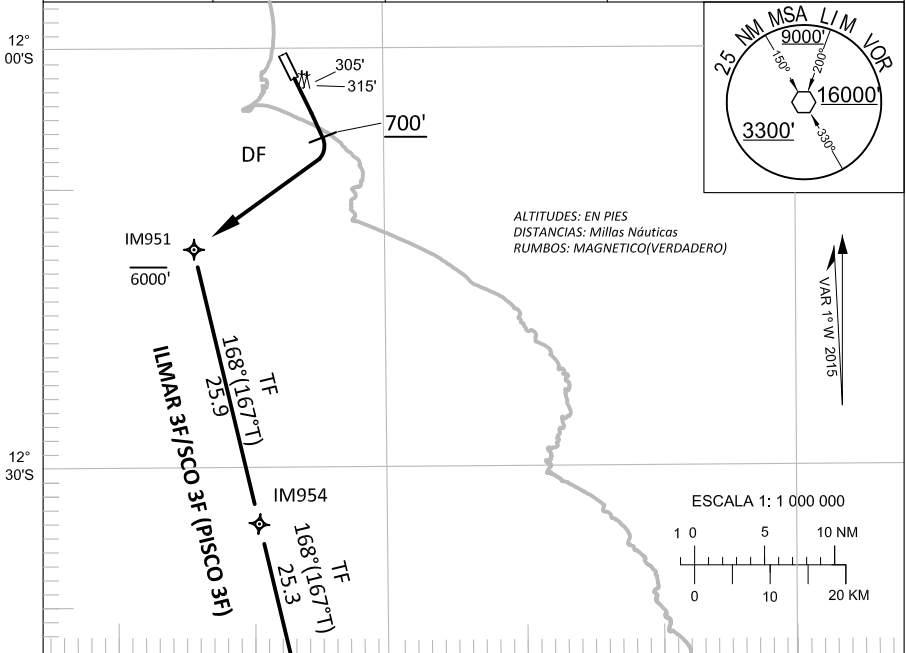 12°
00'S
305'
315'
700'
DF
25 NM MSA LIM VOR
9000'
150°
200°
16000'
3300'
330°
ALTITUDES: EN PIES
DISTANCIAS: Millas Náuticas
RUMBOS: MAGNETICO(VERDADERO)
IM951
6000'
VAR 1° W 2015
TF
168°(167°T)
25.9
ILMAR 3F/SCO 3F (PISCO 3F)
12°
30'S
IM954
TF
168°(167°T)
25.3
ESCALA 1: 1 000 000
1 0 5 10 NM
0 10 20 KM